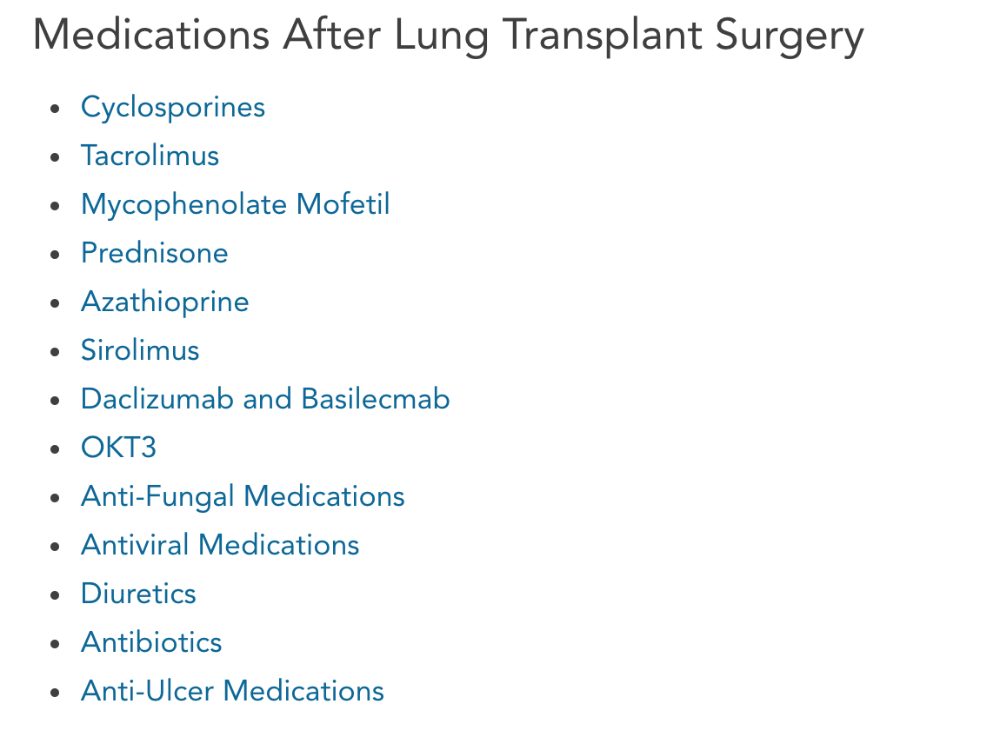 Medications After Lung Transplant Surgery
• Cyclosporines
• Tacrolimus
• Mycophenolate Mofetil
• Prednisone
• Azathioprine
• Sirolimus
• Daclizumab and Basilecmab
• OKT3
• Anti-Fungal Medications
• Antiviral Medications
• Diuretics
• Antibiotics
• Anti-Ulcer Medications